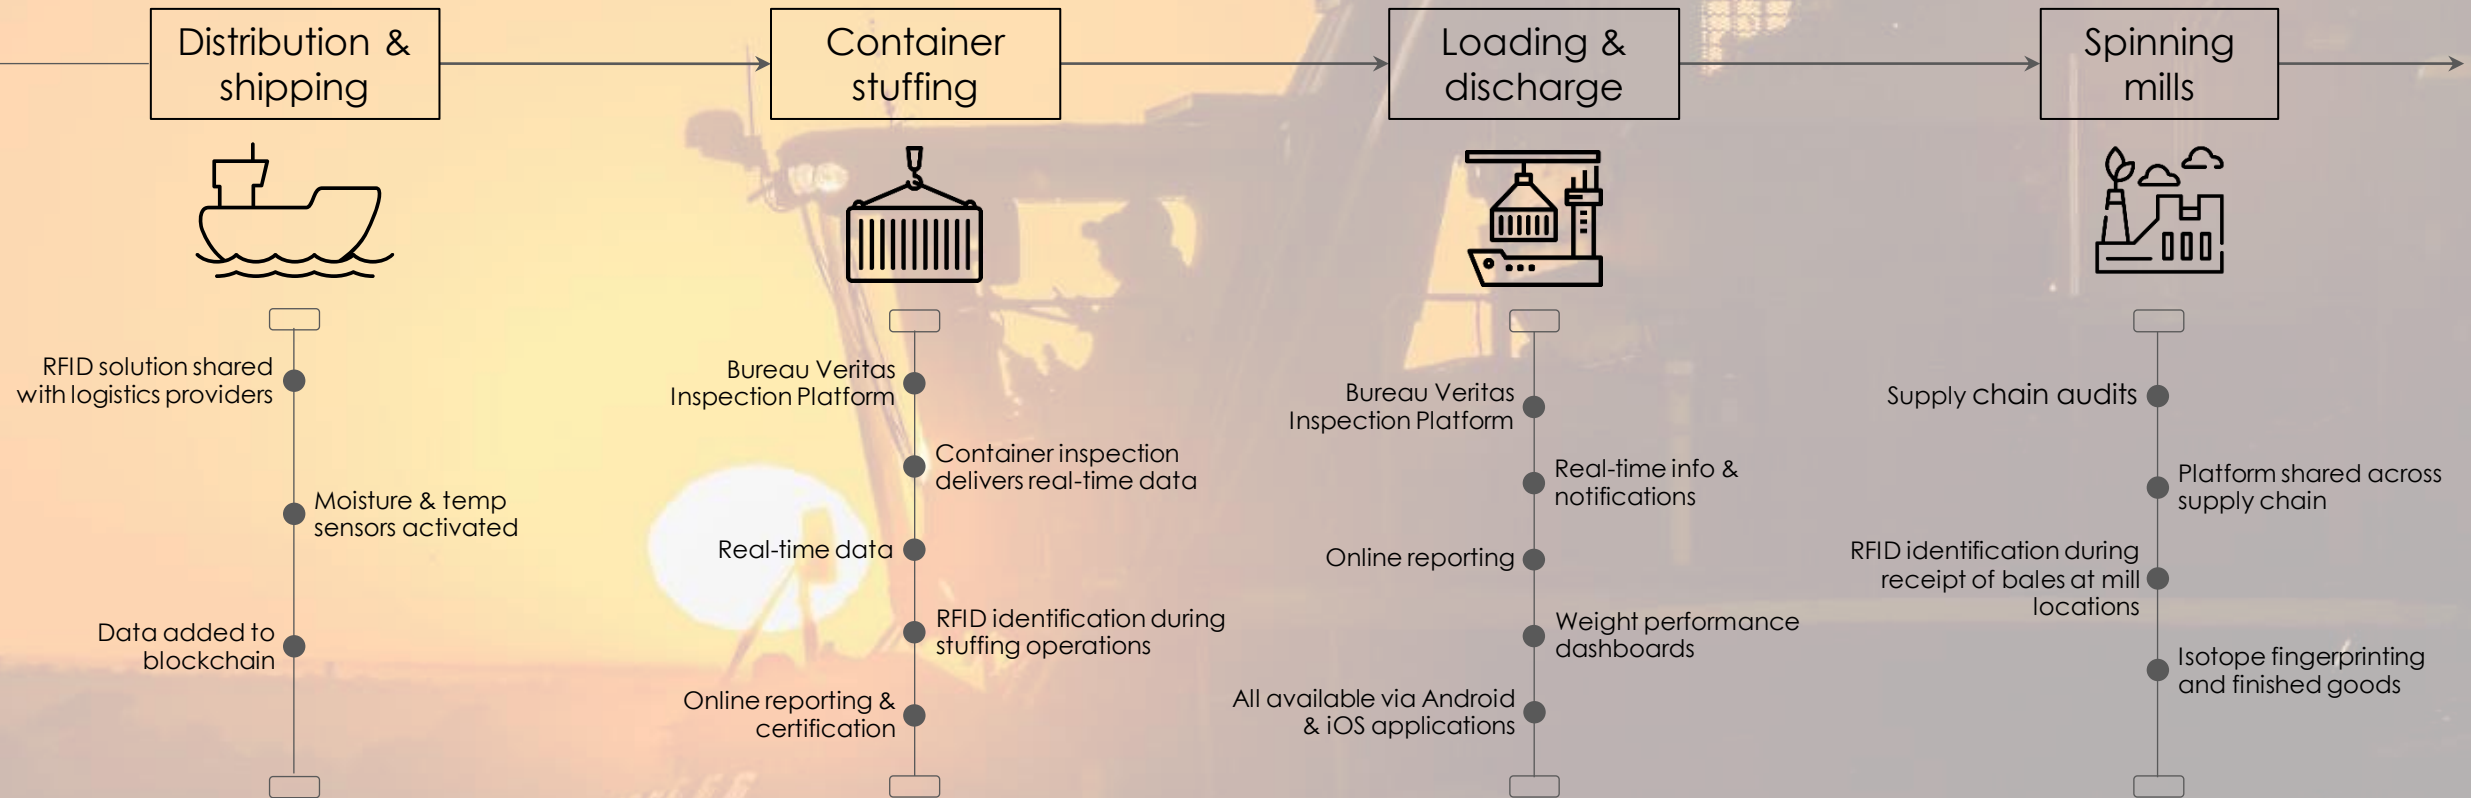 Distribution &
shipping
Container
stuffing
Loading &
discharge
Spinning
mills
RFID solution shared
with logistics providers
Moisture & temp
sensors activated
Data added to
blockchain
Bureau Veritas
Inspection Platform
Container inspection
delivers real-time data
Real-time data
RFID identification during
stuffing operations
Online reporting &
certification
Bureau Veritas
Inspection Platform
Real-time info &
notifications
Online reporting
Weight performance
dashboards
All available via Android
& iOS applications
Supply chain audits
Platform shared across
supply chain
RFID identification during
receipt of bales at mill
locations
Isotope fingerprinting
and finished goods